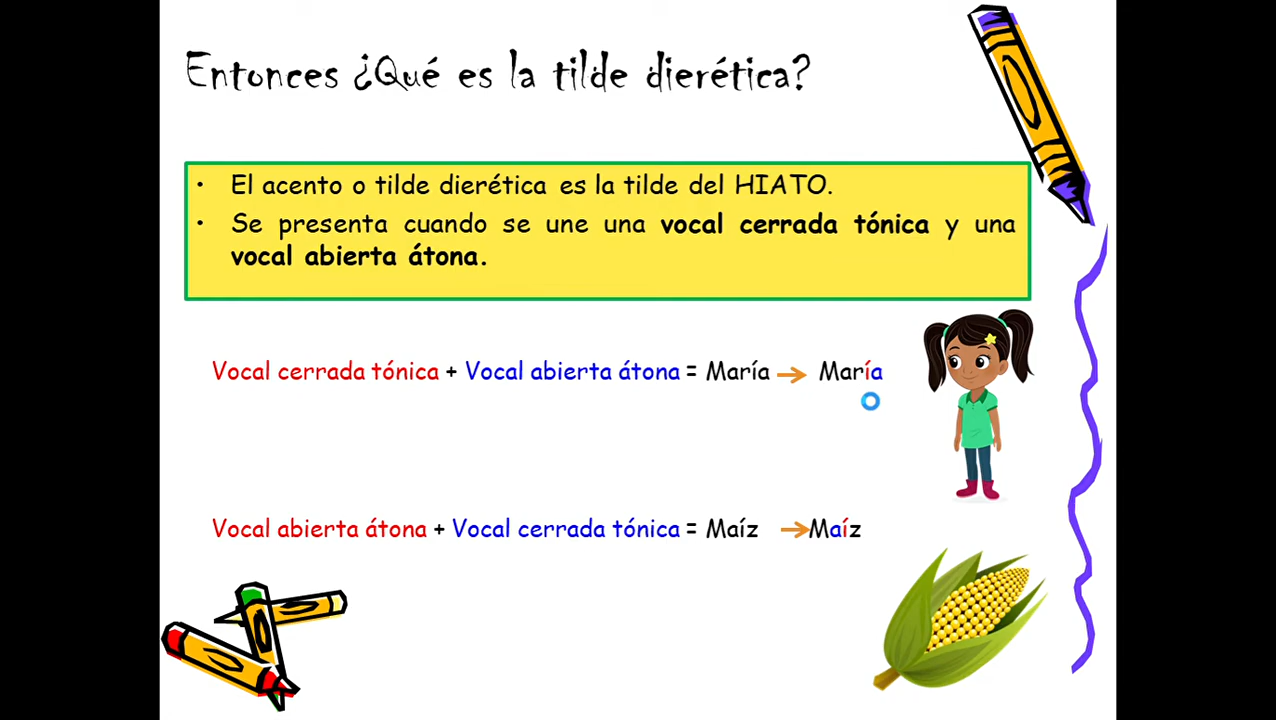 Entonces ¿Qué es la tilde dierética?
• El acento o tilde dierética es la tilde del HIATO.
• Se presenta cuando se une una vocal cerrada tónica y una
vocal abierta átona.
Vocal cerrada tónica + Vocal abierta átona = María → María
Vocal abierta átona + Vocal cerrada tónica = Maíz → Maíz